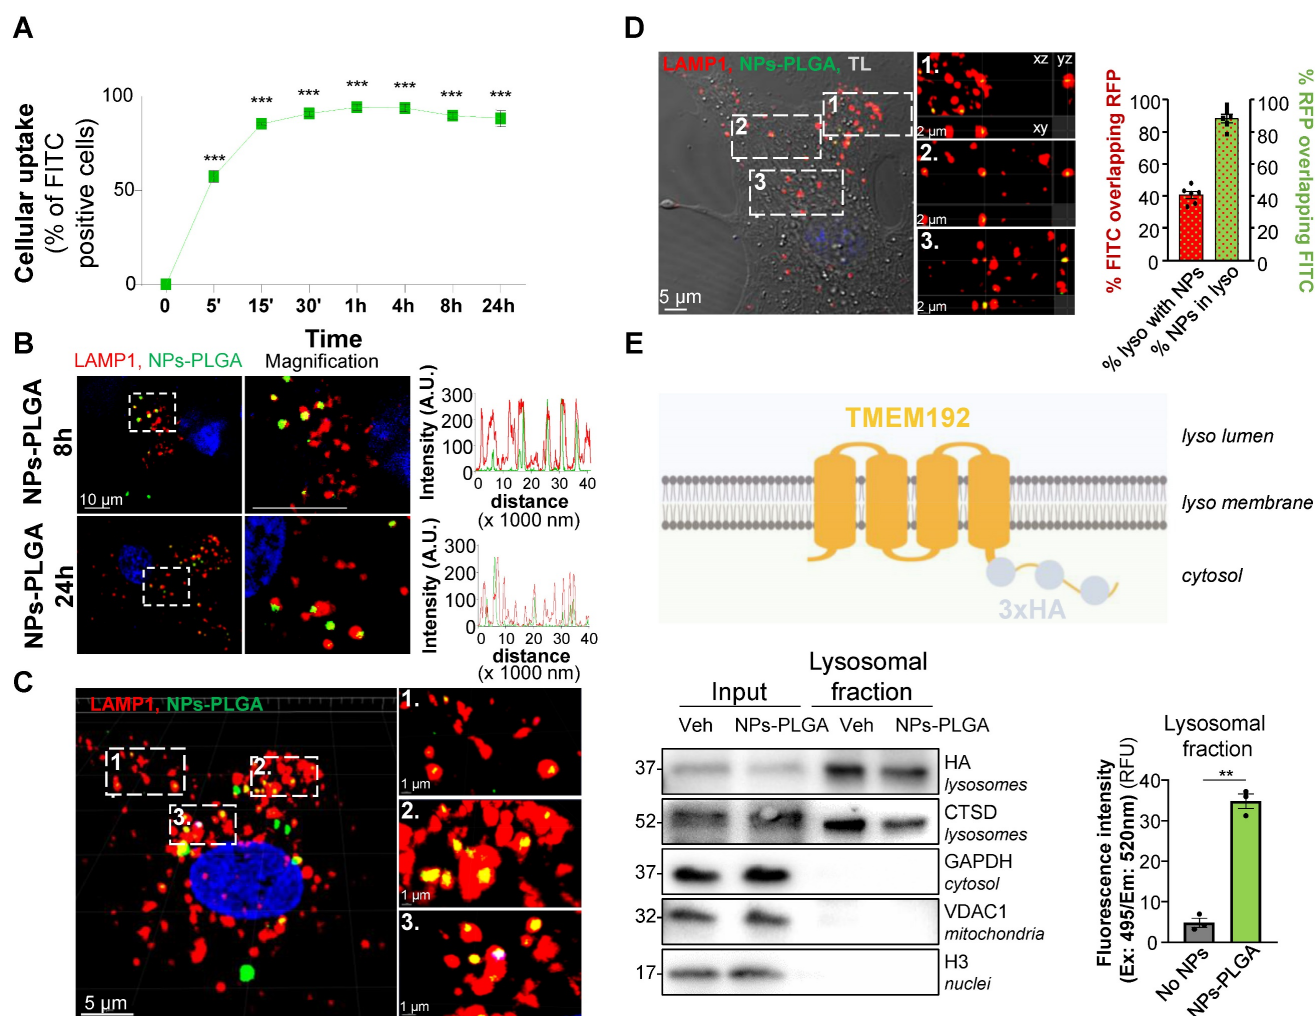 A
Cellular uptake
(% of FITC
positive cells)
100
50
0
***
***
***
***
***
***
***
0
5'
15'
30'
1h
4h
8h
24h
Time
B
LAMP1, NPs-PLGA
Magnification
NPs-PLGA
8h
10 µm
Intensity (A.U.)
300
200
100
0
0
10
20
30
40
distance
(x 1000 nm)
NPs-PLGA
24h
Intensity (A.U.)
300
200
100
0
0
10
20
30
40
distance
(x 1000 nm)
C
LAMP1, NPs-PLGA
1
2.
3.
5 µm
1.
1 µm
2.
1 µm
3.
1 µm
D
LAMP1, NPs-PLGA, TL
1
2
3
5 µm
1.
xz
yz
xy
2 µm
2.
2 µm
3.
2 µm
% FITC overlapping RFP
100
80
60
40
20
0
100
80
60
40
20
0
% RFP overlapping FITC
% lyso with NPs
% NPs in lyso
E
TMEM192
3xHA
lyso lumen
lyso membrane
cytosol
Input
Lysosomal
fraction
Veh
NPs-PLGA
Veh
NPs-PLGA
37
HA
lysosomes
52
CTSD
lysosomes
37
GAPDH
cytosol
32
VDAC1
mitochondria
17
H3
nuclei
Lysosomal
fraction
Fluorescence intensity
(Ex: 495/Em: 520nm) (RFU)
40
30
20
10
0
**
No NPs
NPs-PLGA